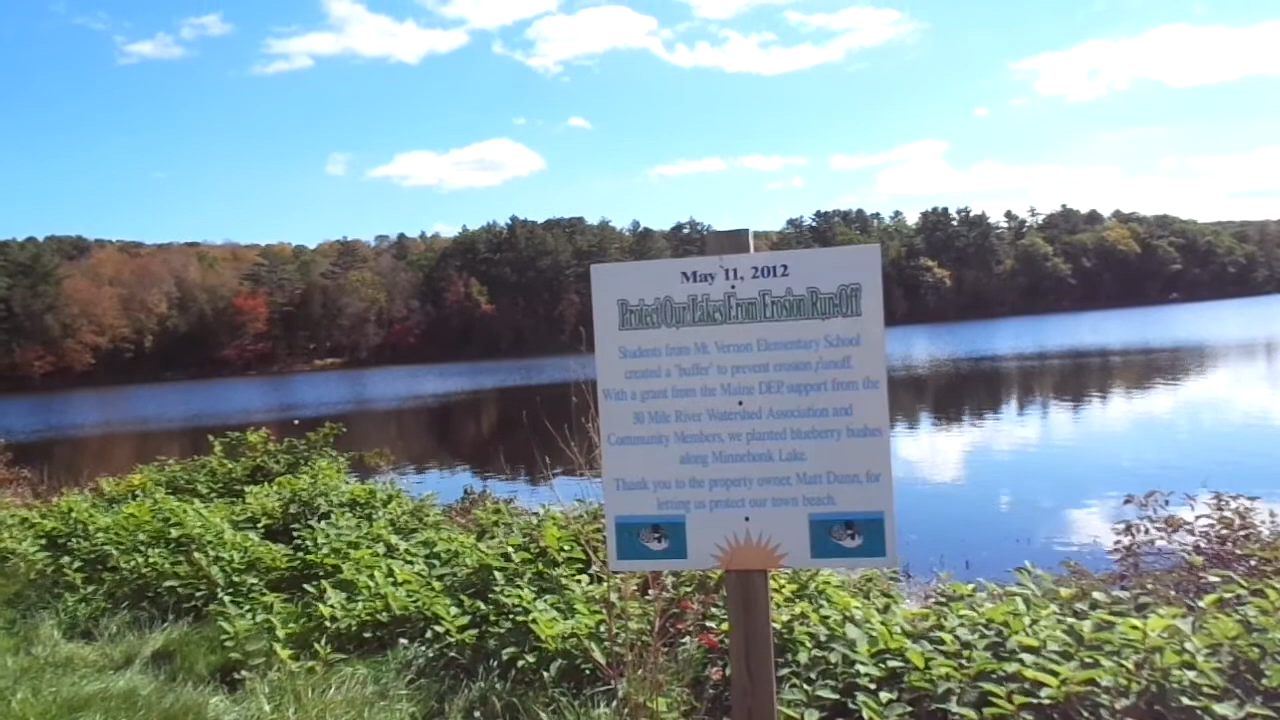 May 11, 2012
Protect Our Lakes From Erosion Run-Off
Students from Mt. Vernon Elementary School
created a "buffer" to prevent erosion runoff.
With a grant from the Maine DEP, support from the
30 Mile River Watershed Association and
Community Members, we planted blueberry bushes
along Minnehonk Lake.
Thank you to the property owner, Matt Dunn, for
letting us protect our town beach.